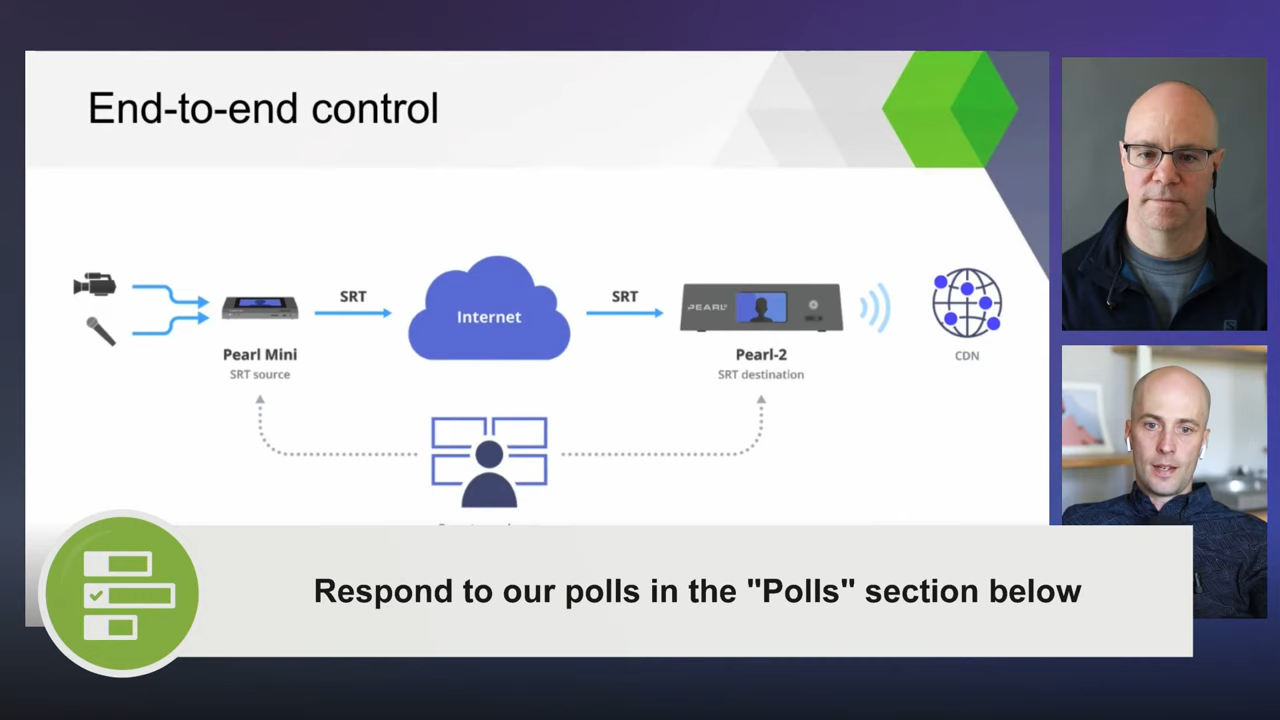 End-to-end control
SRT
SRT
Internet
PEARL
Pearl Mini
SRT source
Pearl-2
SRT destination
CDN
Respond to our polls in the "Polls" section below